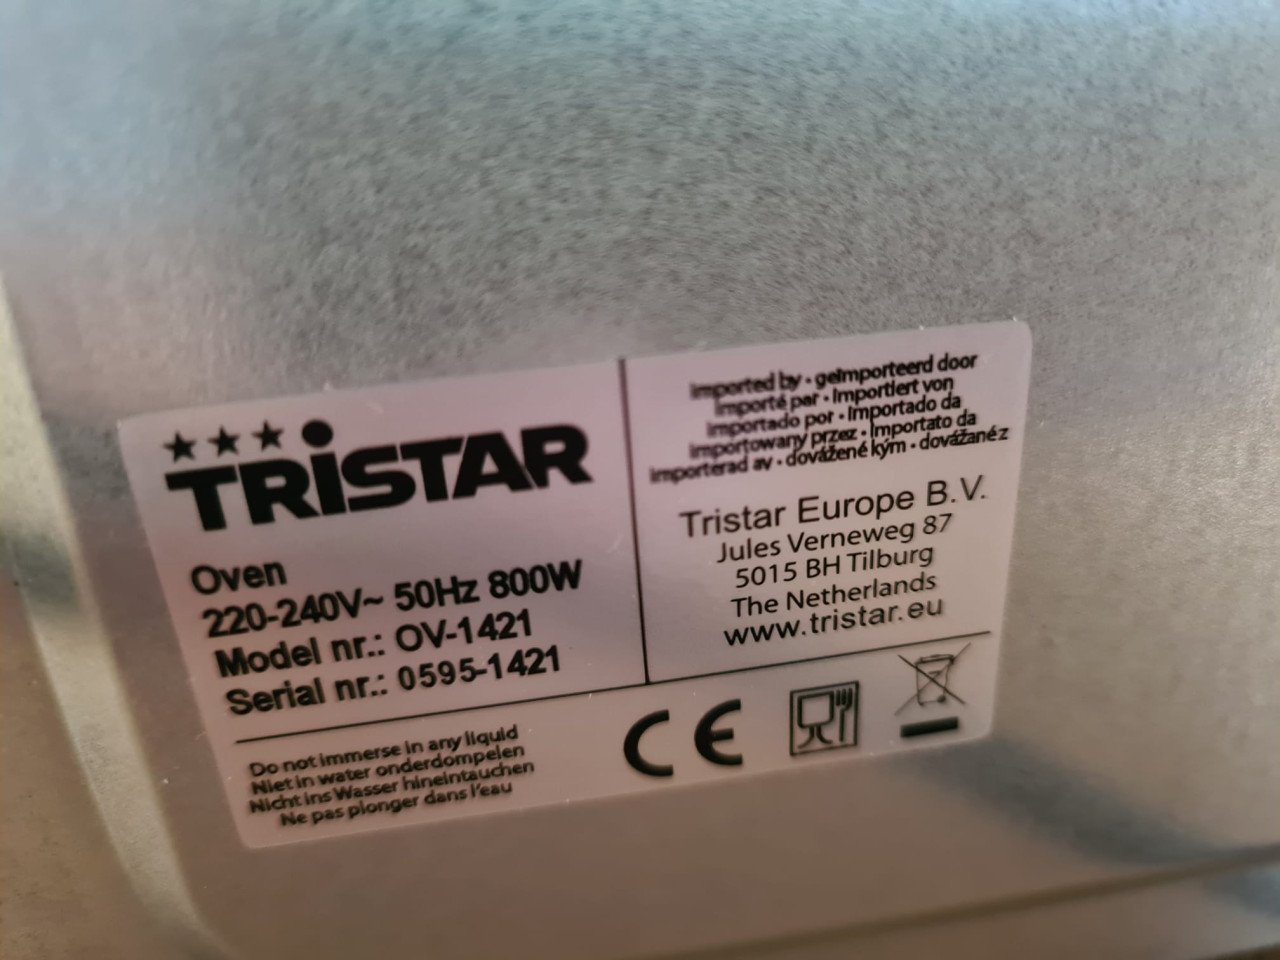 TRiSTAR
Oven
220-240V~ 50Hz 800W
Model nr.: OV-1421
Serial nr.: 0595-1421
Do not immerse in any liquid
Niet in water onderdompelen
Nicht ins Wasser hineintauchen
Ne pas plonger dans l'eau
imported by • geïmporteerd door
importé par • Importiert von
importado por • Importado da
importowany przez • Importato da
importerad av • dovážené kým • dovážané z
Tristar Europe B.V.
Jules Verneweg 87
5015 BH Tilburg
The Netherlands
www.tristar.eu
CE